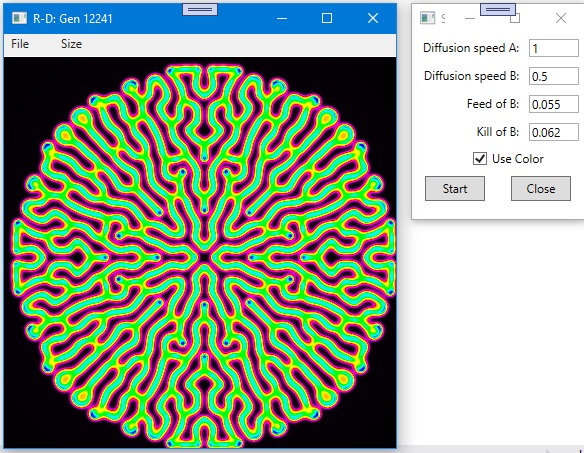 R-D: Gen 12241
File Size
S
Diffusion speed A: 1
Diffusion speed B: 0.5
Feed of B: 0.055
Kill of B: 0.062
Use Color
Start Close